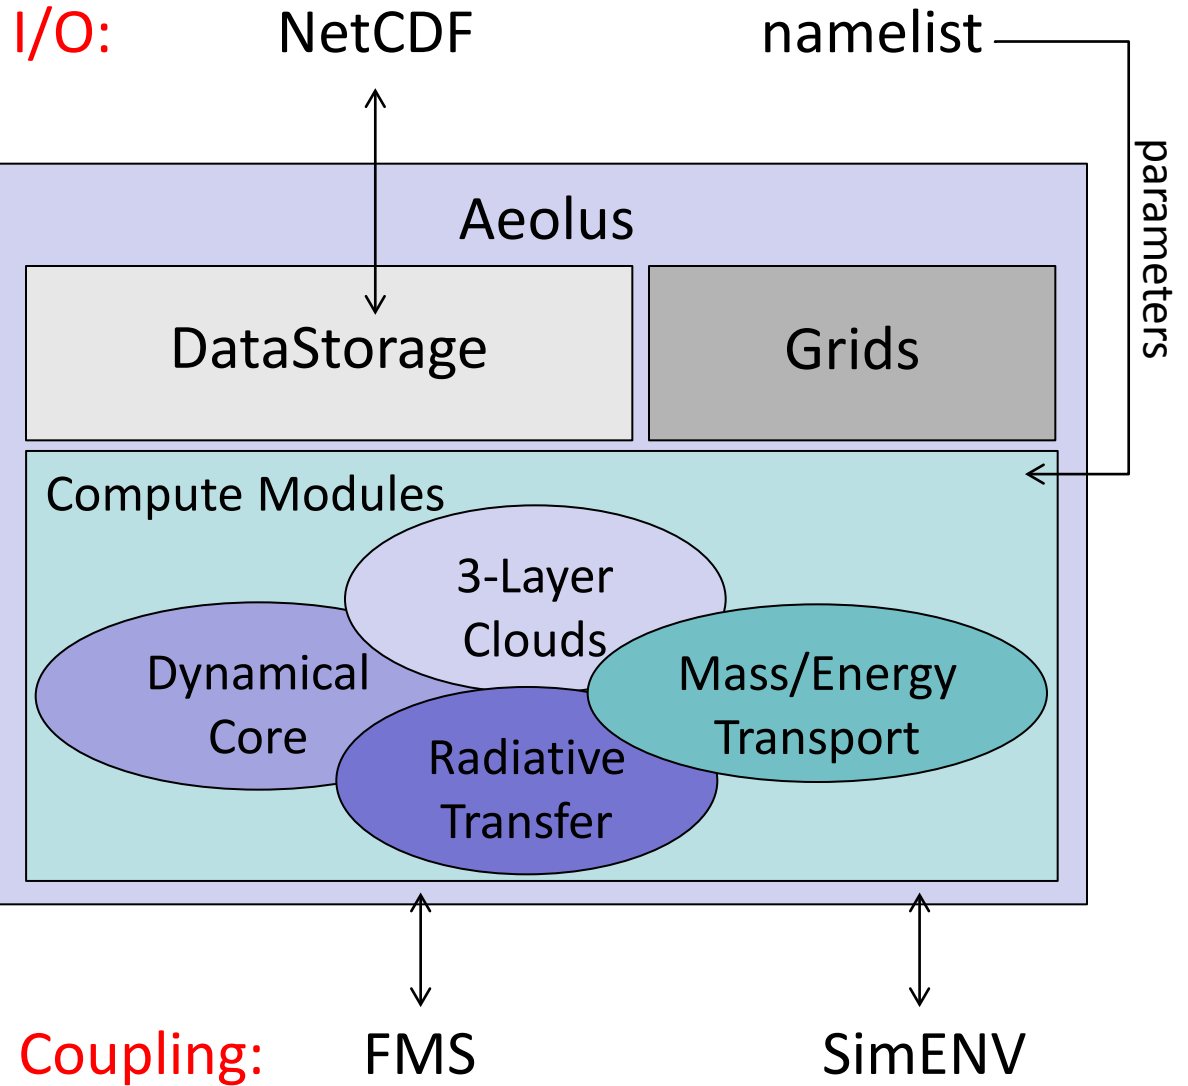 I/O: NetCDF namelist
parameters
Aeolus
DataStorage Grids
Compute Modules
3-Layer
Clouds
Dynamical
Core
Mass/Energy
Transport
Radiative
Transfer
Coupling: FMS SimENV